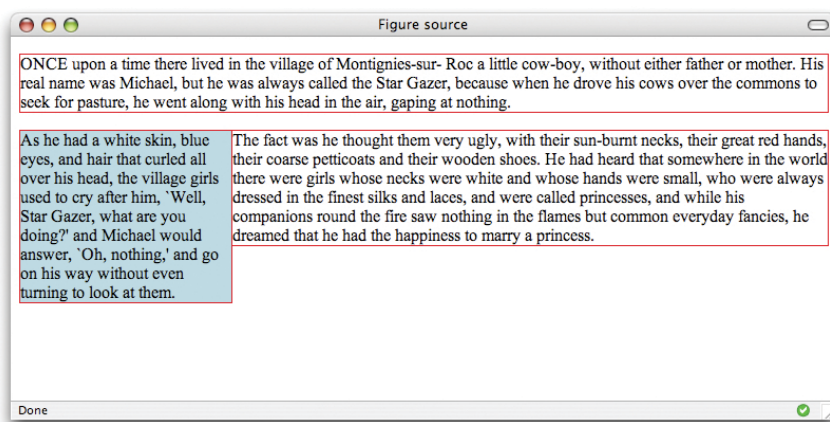 Figure source
ONCE upon a time there lived in the village of Montignies-sur- Roc a little cow-boy, without either father or mother. His
real name was Michael, but he was always called the Star Gazer, because when he drove his cows over the commons to
seek for pasture, he went along with his head in the air, gaping at nothing.
As he had a white skin, blue
eyes, and hair that curled all
over his head, the village girls
used to cry after him, `Well,
Star Gazer, what are you
doing?' and Michael would
answer, `Oh, nothing,' and go
on his way without even
turning to look at them.
The fact was he thought them very ugly, with their sun-burnt necks, their great red hands,
their coarse petticoats and their wooden shoes. He had heard that somewhere in the world
there were girls whose necks were white and whose hands were small, who were always
dressed in the finest silks and laces, and were called princesses, and while his
companions round the fire saw nothing in the flames but common everyday fancies, he
dreamed that he had the happiness to marry a princess.
Done